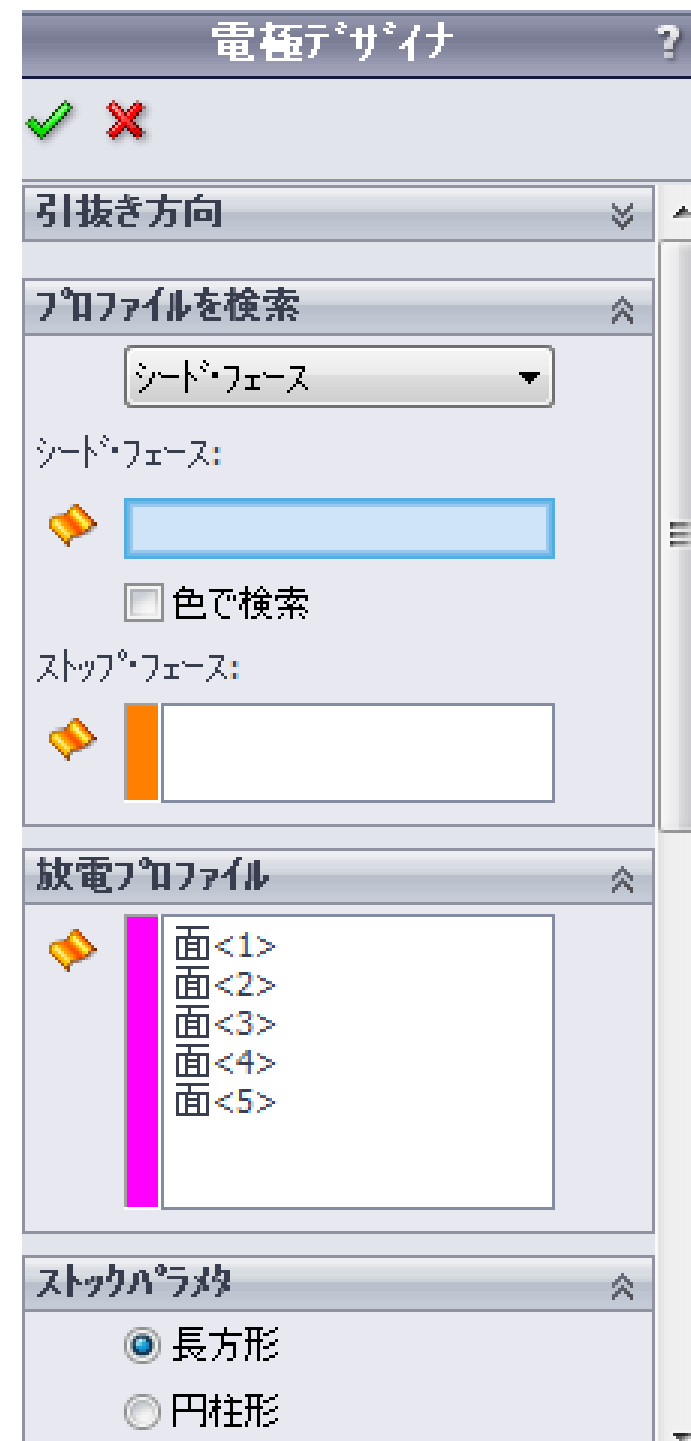 電極ﾃﾞｻﾞｲﾅ ?
引抜き方向
ﾌﾟﾛﾌｧｲﾙを検索
ｼｰﾄﾞ･ﾌｪｰｽ
ｼｰﾄﾞ･ﾌｪｰｽ:
色で検索
ｽﾄｯﾌﾟ･ﾌｪｰｽ:
放電ﾌﾟﾛﾌｧｲﾙ
面<1>
面<2>
面<3>
面<4>
面<5>
ｽﾄｯｸﾊﾟﾗﾒﾀ
長方形
円柱形